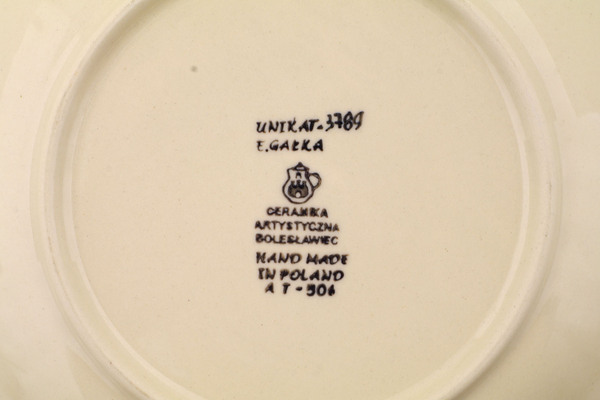 UNIKAT-3789
E.GAŁKA
CERAMIKA
ARTYSTYCZNA
BOLESŁAWIEC
HAND MADE
IN POLAND
A T - 306